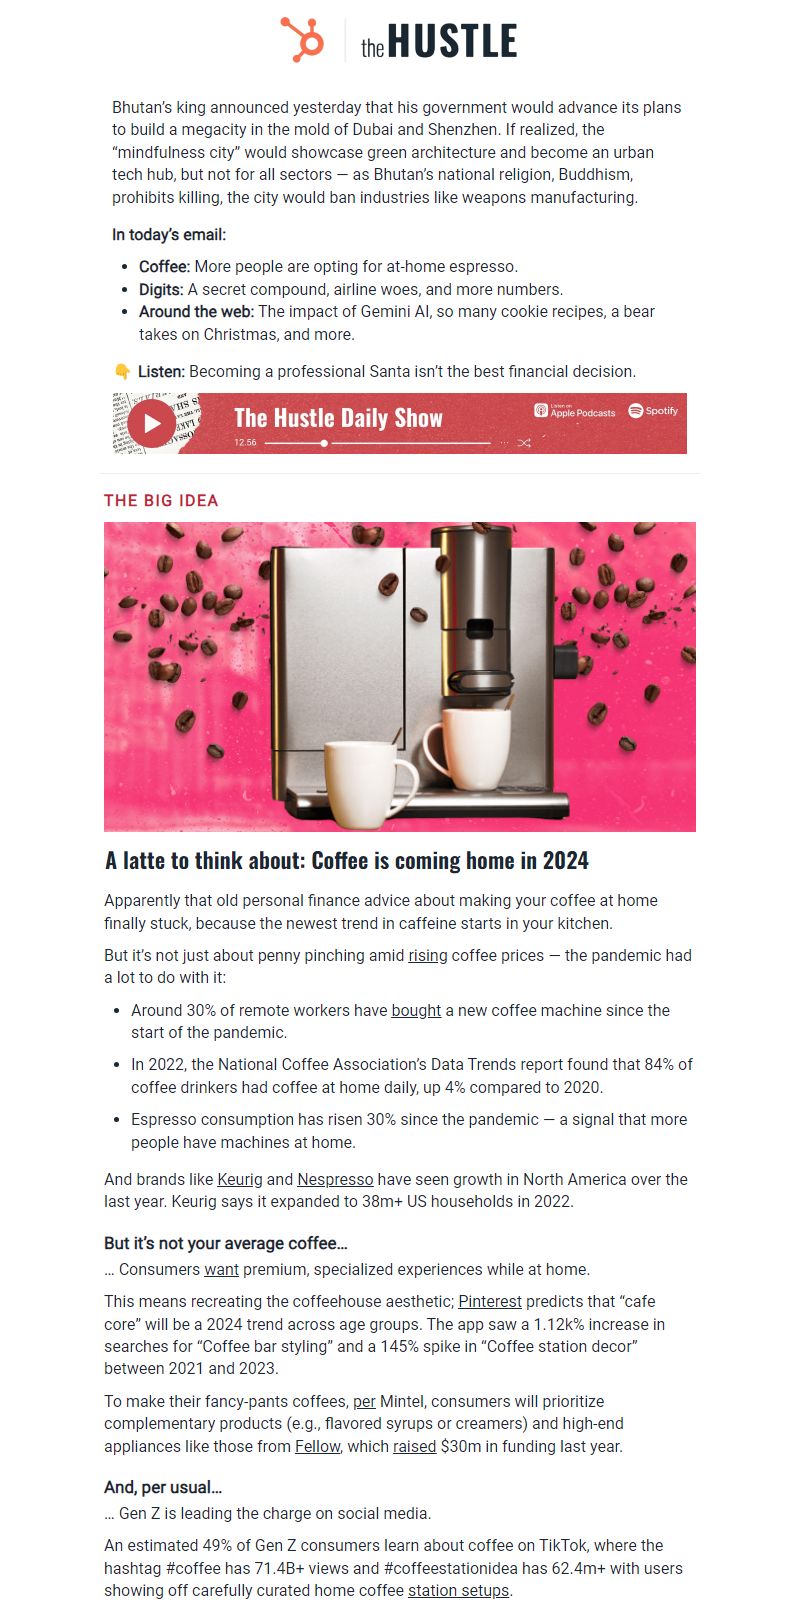 the HUSTLE
Bhutan’s king announced yesterday that his government would advance its plans
to build a megacity in the mold of Dubai and Shenzhen. If realized, the
“mindfulness city” would showcase green architecture and become an urban
tech hub, but not for all sectors — as Bhutan’s national religion, Buddhism,
prohibits killing, the city would ban industries like weapons manufacturing.
In today’s email:
• Coffee: More people are opting for at-home espresso.
• Digits: A secret compound, airline woes, and more numbers.
• Around the web: The impact of Gemini AI, so many cookie recipes, a bear
takes on Christmas, and more.
👇 Listen: Becoming a professional Santa isn’t the best financial decision.
The Hustle Daily Show
Listen on
Apple Podcasts
Spotify
12.56
THE BIG IDEA
A latte to think about: Coffee is coming home in 2024
Apparently that old personal finance advice about making your coffee at home
finally stuck, because the newest trend in caffeine starts in your kitchen.
But it’s not just about penny pinching amid rising coffee prices — the pandemic had
a lot to do with it:
• Around 30% of remote workers have bought a new coffee machine since the
start of the pandemic.
• In 2022, the National Coffee Association’s Data Trends report found that 84% of
coffee drinkers had coffee at home daily, up 4% compared to 2020.
• Espresso consumption has risen 30% since the pandemic — a signal that more
people have machines at home.
And brands like Keurig and Nespresso have seen growth in North America over the
last year. Keurig says it expanded to 38m+ US households in 2022.
But it’s not your average coffee…
… Consumers want premium, specialized experiences while at home.
This means recreating the coffeehouse aesthetic; Pinterest predicts that “cafe
core” will be a 2024 trend across age groups. The app saw a 1.12k% increase in
searches for “Coffee bar styling” and a 145% spike in “Coffee station decor”
between 2021 and 2023.
To make their fancy-pants coffees, per Mintel, consumers will prioritize
complementary products (e.g., flavored syrups or creamers) and high-end
appliances like those from Fellow, which raised $30m in funding last year.
And, per usual…
… Gen Z is leading the charge on social media.
An estimated 49% of Gen Z consumers learn about coffee on TikTok, where the
hashtag #coffee has 71.4B+ views and #coffeestationidea has 62.4m+ with users
showing off carefully curated home coffee station setups.